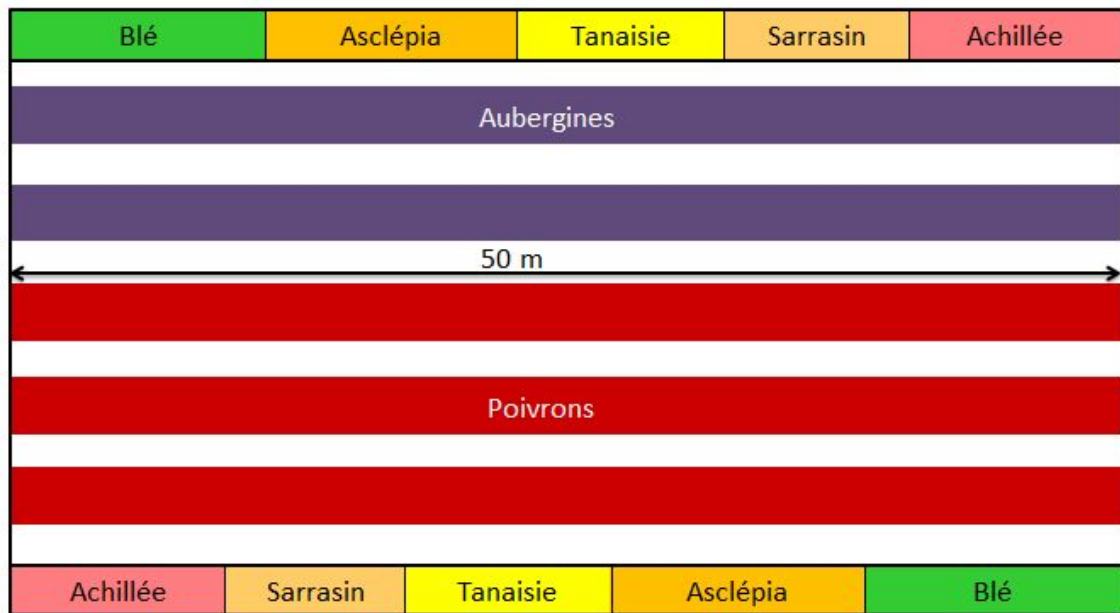 Blé Asclépia Tanaisie Sarrasin Achillée
Aubergines
50 m
Poivrons
Achillée Sarrasin Tanaisie Asclépia Blé